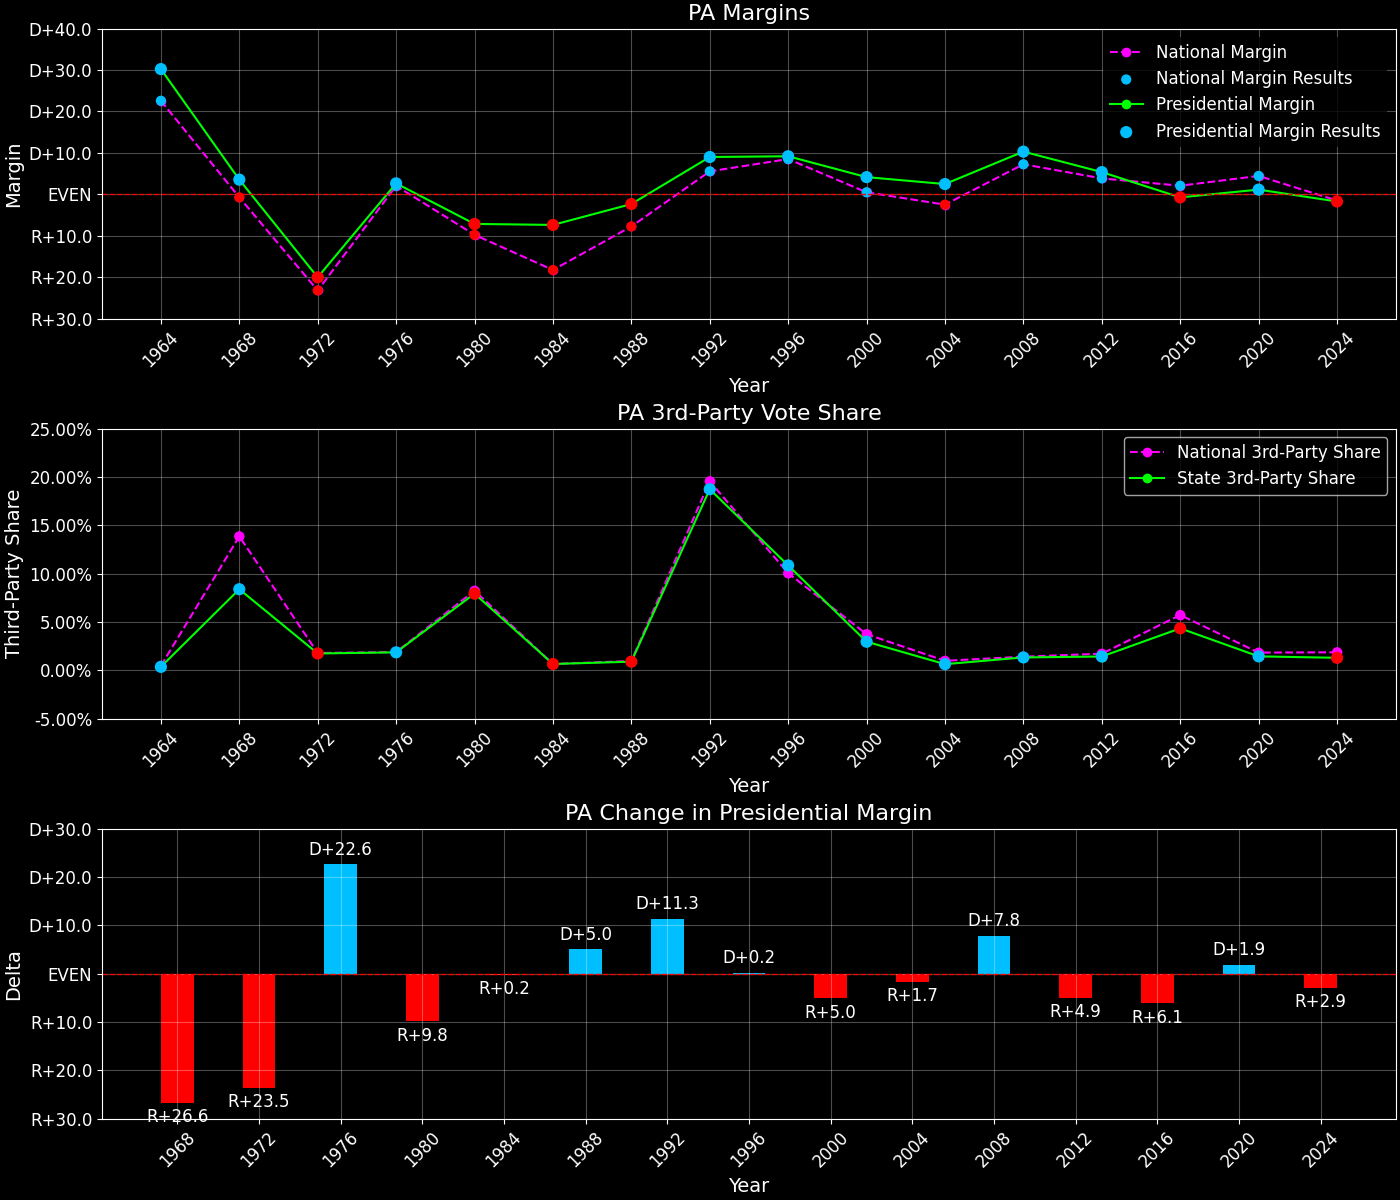 PA Margins
D+40.0
D+30.0
D+20.0
D+10.0
EVEN
R+10.0
R+20.0
R+30.0
Margin
National Margin
National Margin Results
Presidential Margin
Presidential Margin Results
1964 1968 1972 1976 1980 1984 1988 1992 1996 2000 2004 2008 2012 2016 2020 2024
Year
PA 3rd-Party Vote Share
25.00%
20.00%
15.00%
10.00%
5.00%
0.00%
-5.00%
Third-Party Share
National 3rd-Party Share
State 3rd-Party Share
1964 1968 1972 1976 1980 1984 1988 1992 1996 2000 2004 2008 2012 2016 2020 2024
Year
PA Change in Presidential Margin
D+30.0
D+20.0
D+10.0
EVEN
R+10.0
R+20.0
R+30.0
Delta
R+26.6
R+23.5
D+22.6
R+9.8
R+0.2
D+5.0
D+11.3
D+0.2
R+5.0
R+1.7
D+7.8
R+4.9
R+6.1
D+1.9
R+2.9
1968 1972 1976 1980 1984 1988 1992 1996 2000 2004 2008 2012 2016 2020 2024
Year